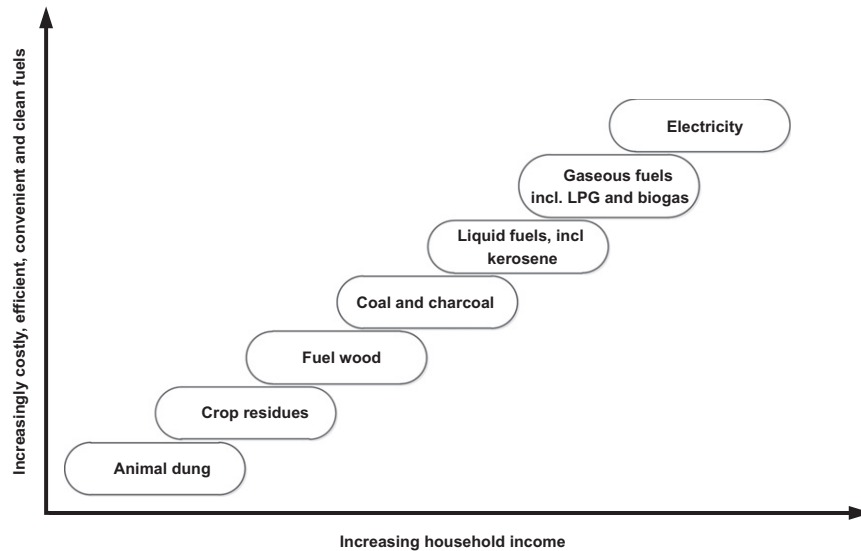 Increasingly costly, efficient, convenient and clean fuels
Electricity
Gaseous fuels
incl. LPG and biogas
Liquid fuels, incl
kerosene
Coal and charcoal
Fuel wood
Crop residues
Animal dung
Increasing household income